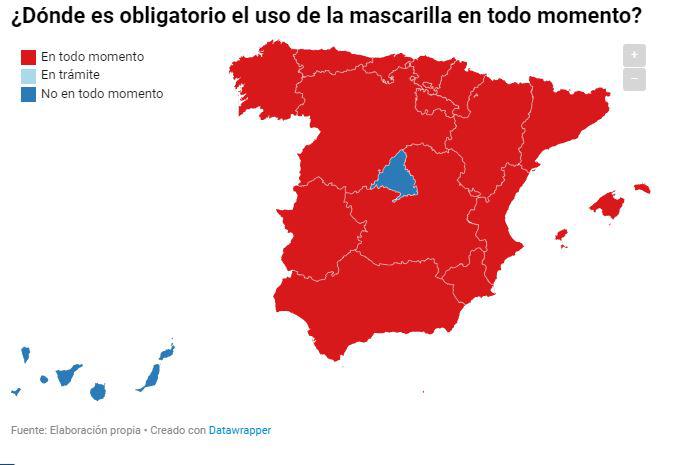 ¿Dónde es obligatorio el uso de la mascarilla en todo momento?
En todo momento
En trámite
No en todo momento
+
−
Fuente: Elaboración propia • Creado con Datawrapper